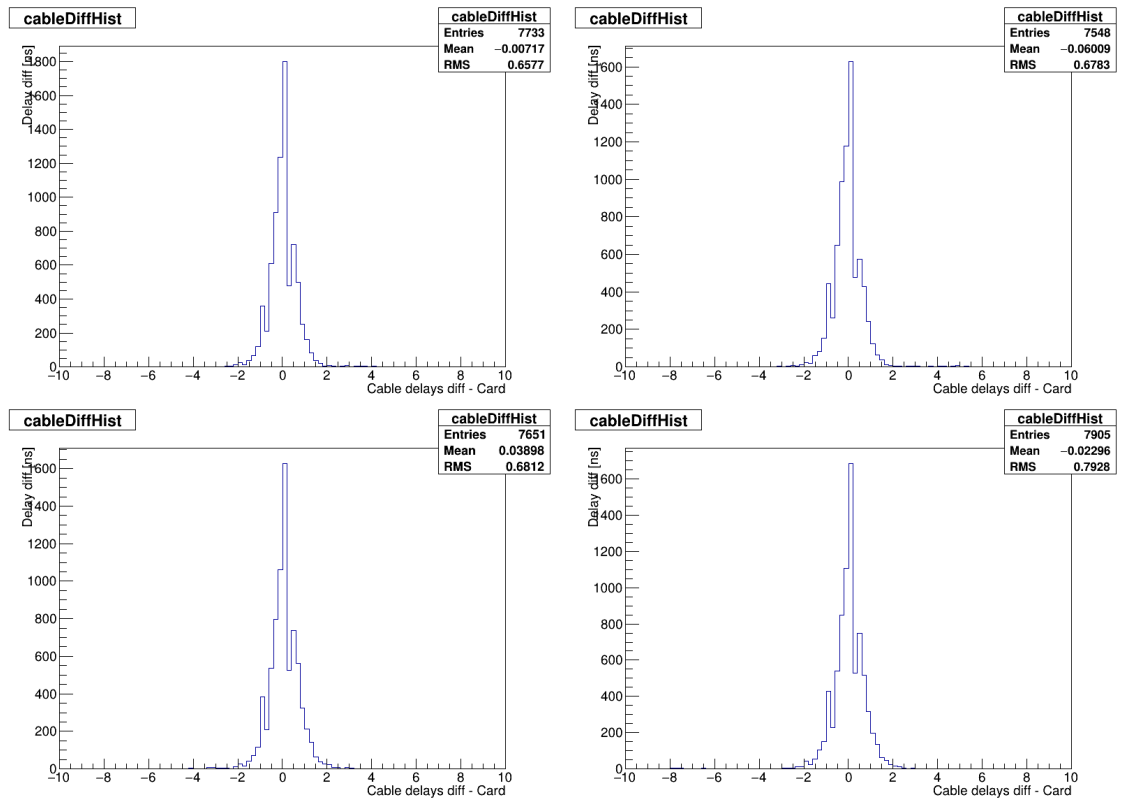 cableDiffHist
cableDiffHist
Entries 7733
Mean −0.00717
RMS 0.6577
Delay diff [ns]
1800
1600
1400
1200
1000
800
600
400
200
0
−10 −8 −6 −4 −2 0 2 4 6 8 10
Cable delays diff - Card
cableDiffHist
cableDiffHist
Entries 7548
Mean −0.06009
RMS 0.6783
Delay diff [ns]
1600
1400
1200
1000
800
600
400
200
0
−10 −8 −6 −4 −2 0 2 4 6 8 10
Cable delays diff - Card
cableDiffHist
cableDiffHist
Entries 7651
Mean 0.03898
RMS 0.6812
Delay diff [ns]
1600
1400
1200
1000
800
600
400
200
0
−10 −8 −6 −4 −2 0 2 4 6 8 10
Cable delays diff - Card
cableDiffHist
cableDiffHist
Entries 7905
Mean −0.02296
RMS 0.7928
Delay diff [ns]
1600
1400
1200
1000
800
600
400
200
0
−10 −8 −6 −4 −2 0 2 4 6 8 10
Cable delays diff - Card